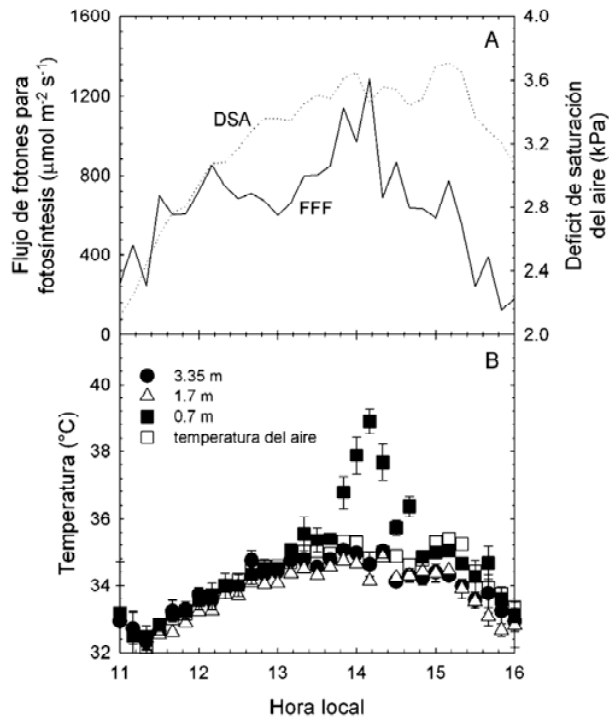 Flujo de fotones para
fotosíntesis (μmol m⁻² s⁻¹)
1600
1200
800
400
0
A
DSA
FFF
4.0
3.6
3.2
2.8
2.4
2.0
Deficit de saturación
del aire (kPa)
B
3.35 m
1.7 m
0.7 m
temperatura del aire
Temperatura (°C)
40
38
36
34
32
11 12 13 14 15 16
Hora local